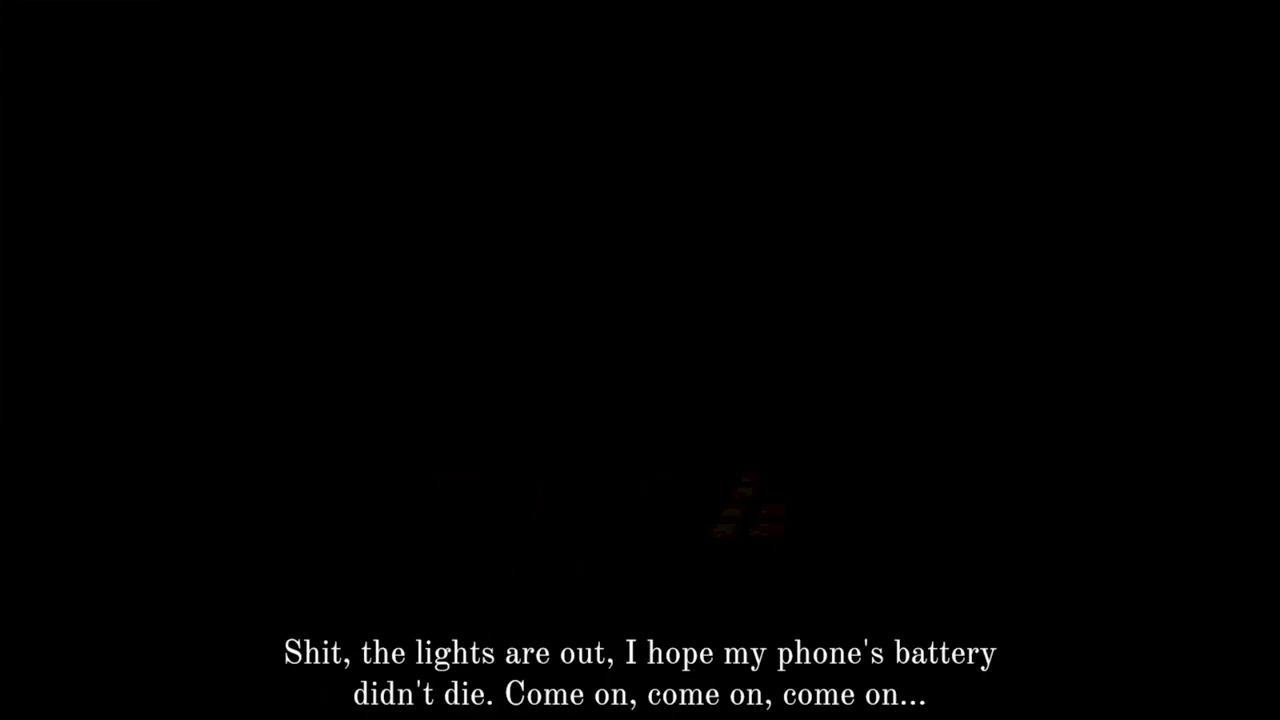 Shit, the lights are out, I hope my phone's battery
didn't die. Come on, come on, come on...